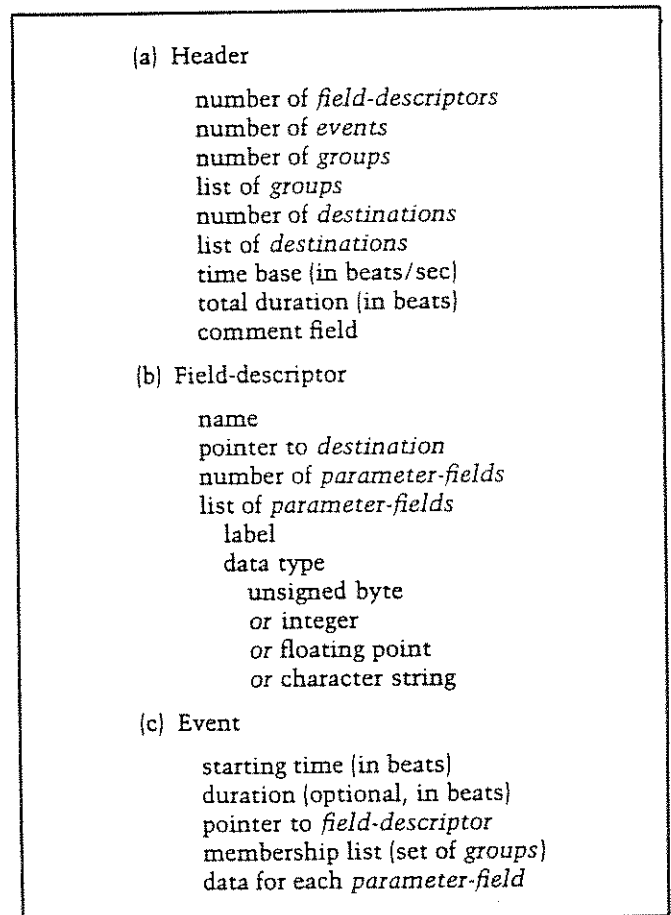 (a) Header
number of field-descriptors
number of events
number of groups
list of groups
number of destinations
list of destinations
time base (in beats/sec)
total duration (in beats)
comment field
(b) Field-descriptor
name
pointer to destination
number of parameter-fields
list of parameter-fields
label
data type
unsigned byte
or integer
or floating point
or character string
(c) Event
starting time (in beats)
duration (optional, in beats)
pointer to field-descriptor
membership list (set of groups)
data for each parameter-field